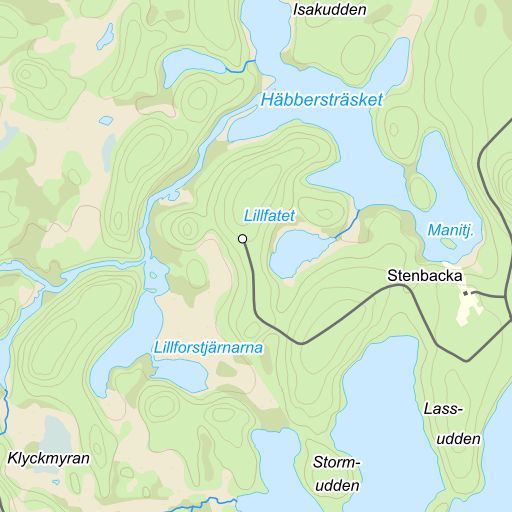 Isakudden
Häbbersträsket
Lillfatet
Manitj.
Stenbacka
Lillforstjärnarna
Lass-
udden
Klyckmyran
Storm-
udden